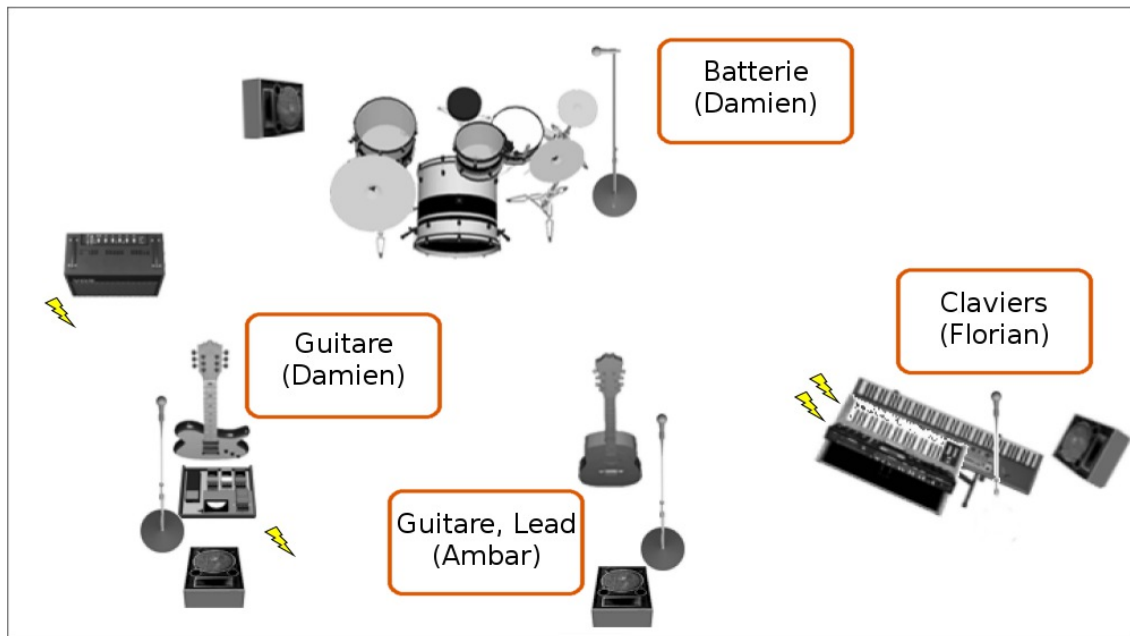 Batterie
(Damien)
Claviers
(Florian)
Guitare
(Damien)
Guitare, Lead
(Ambar)